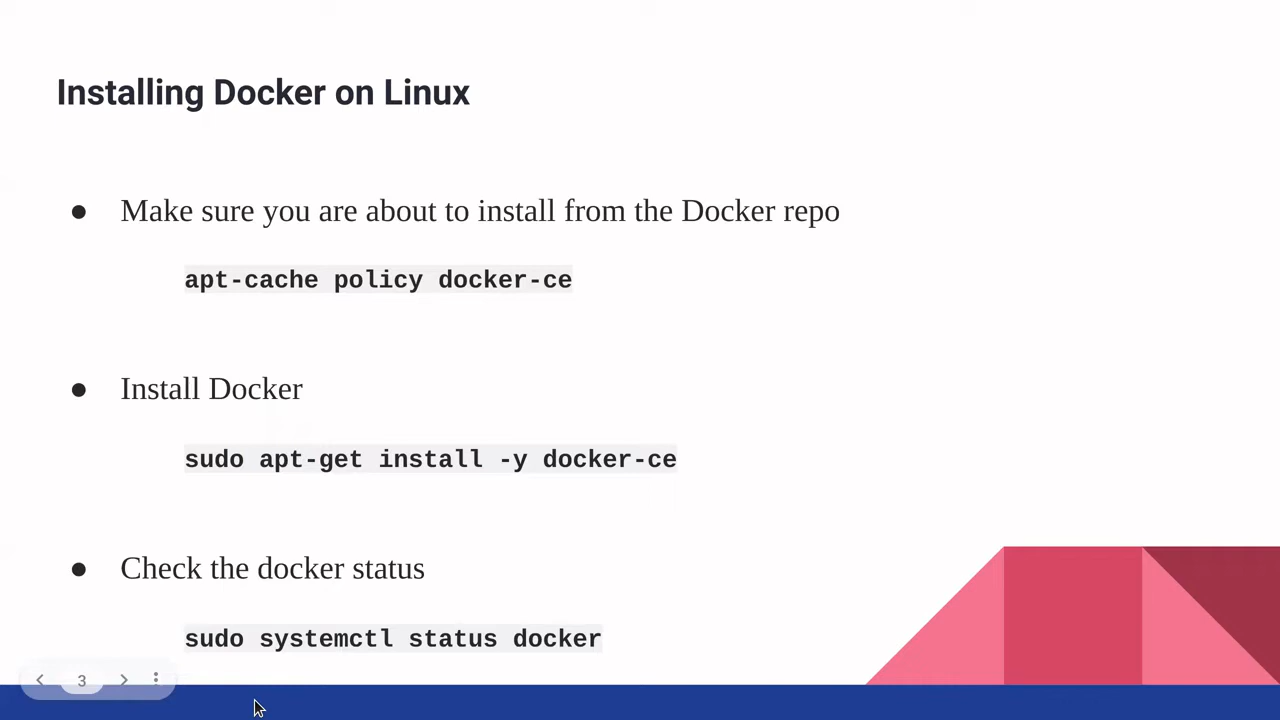 Installing Docker on Linux
● Make sure you are about to install from the Docker repo
apt-cache policy docker-ce
● Install Docker
sudo apt-get install -y docker-ce
● Check the docker status
sudo systemctl status docker
3